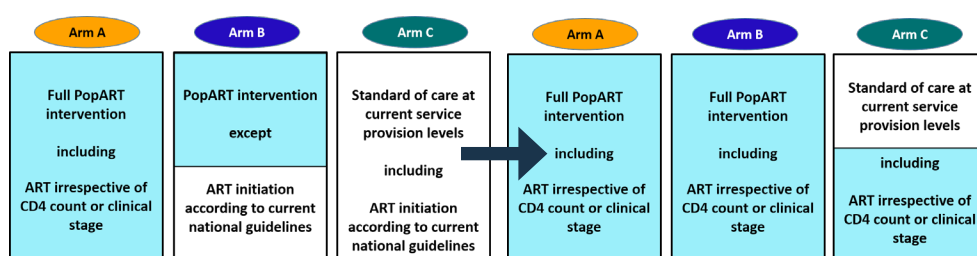 Arm A
Full PopART
intervention
including
ART irrespective of
CD4 count or clinical
stage
Arm B
PopART intervention
except
ART initiation
according to current
national guidelines
Arm C
Standard of care at
current service
provision levels
including
ART initiation
according to current
national guidelines
Arm A
Full PopART
intervention
including
ART irrespective of
CD4 count or clinical
stage
Arm B
Full PopART
intervention
including
ART irrespective of
CD4 count or clinical
stage
Arm C
Standard of care at
current service
provision levels
including
ART irrespective of
CD4 count or clinical
stage